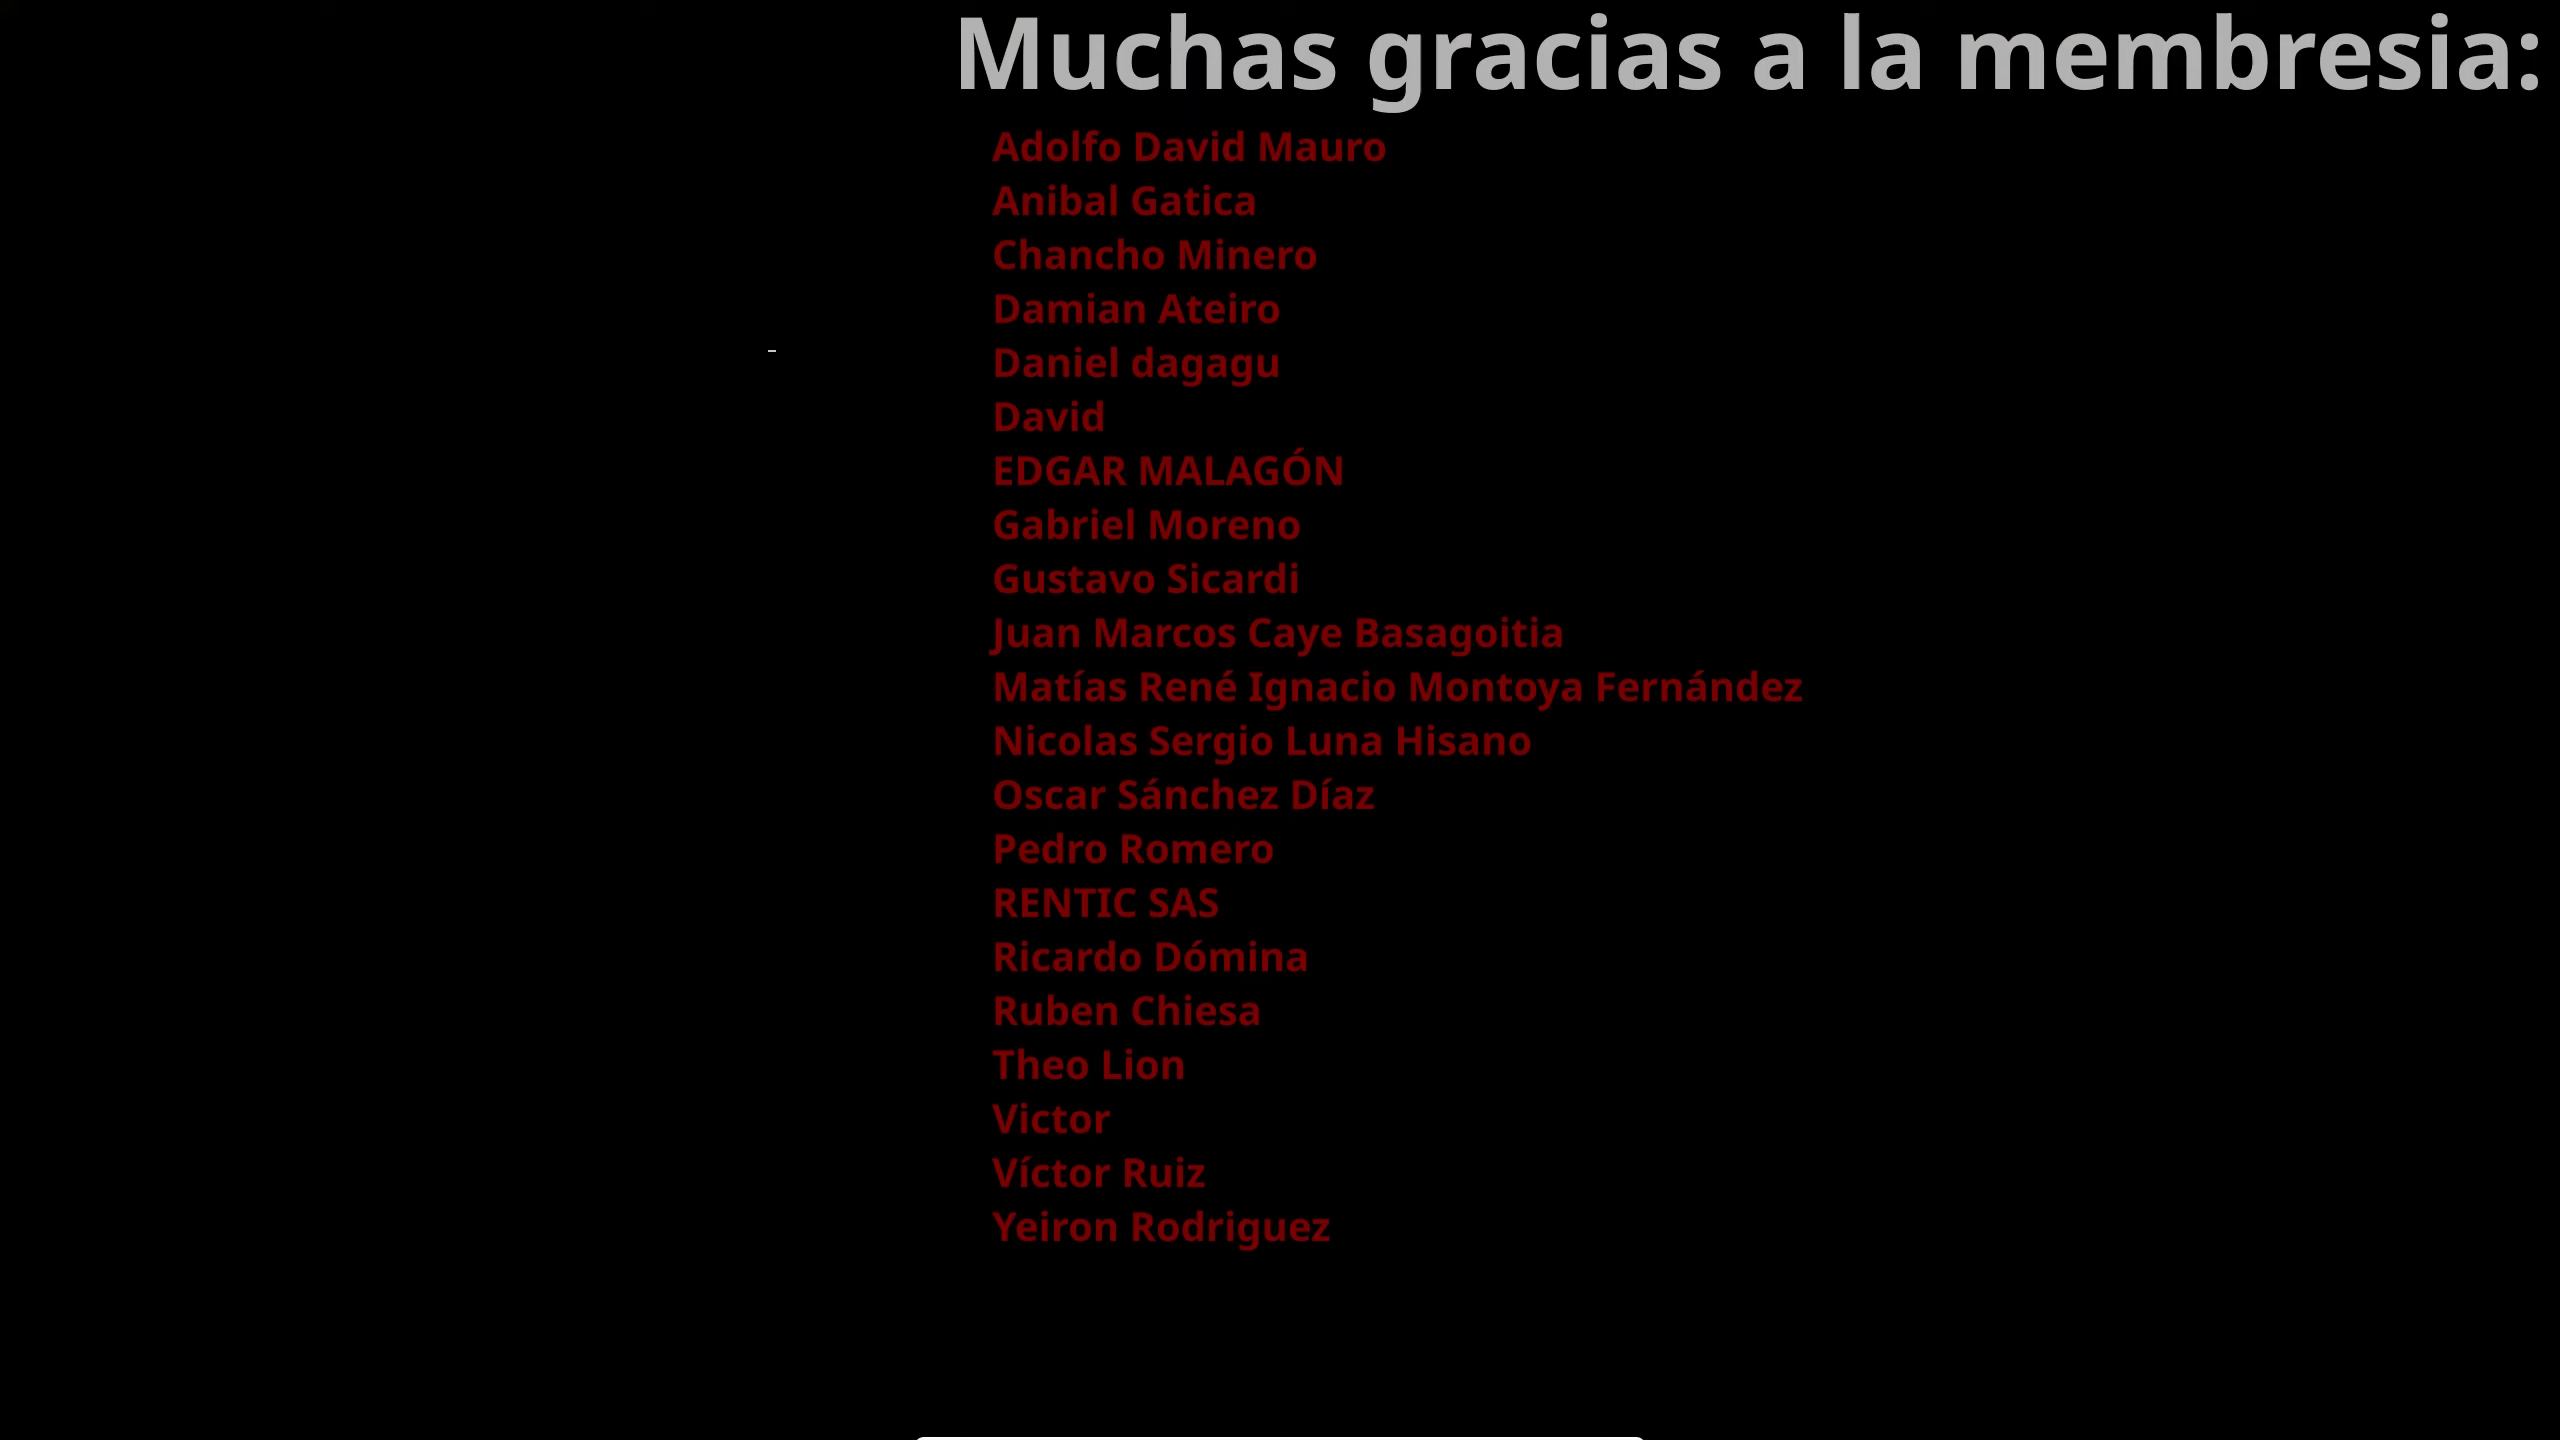 Muchas gracias a la membresia:
Adolfo David Mauro
Anibal Gatica
Chancho Minero
Damian Ateiro
Daniel dagagu
David
EDGAR MALAGÓN
Gabriel Moreno
Gustavo Sicardi
Juan Marcos Caye Basagoitia
Matías René Ignacio Montoya Fernández
Nicolas Sergio Luna Hisano
Oscar Sánchez Díaz
Pedro Romero
RENTIC SAS
Ricardo Dómina
Ruben Chiesa
Theo Lion
Victor
Víctor Ruiz
Yeiron Rodriguez